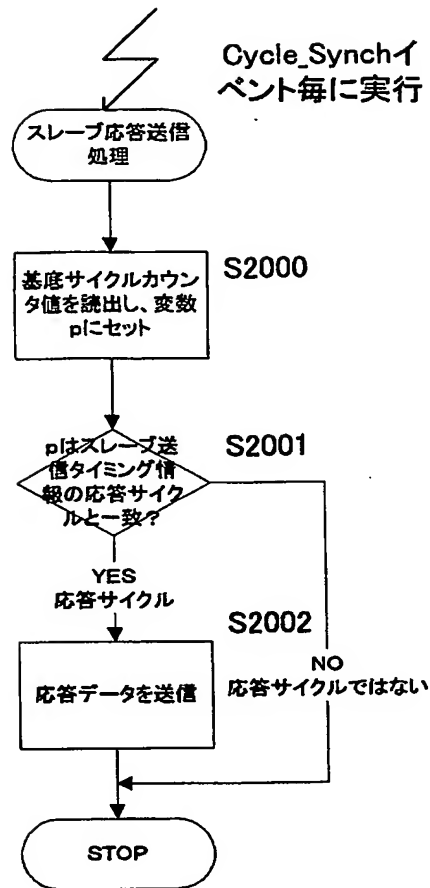 Cycle_Synchイ
ベント毎に実行
スレーブ応答送信
処理
S2000
基底サイクルカウン
タ値を読出し、変数
pにセット
S2001
pはスレーブ送
信タイミング情
報の応答サイク
ルと一致?
YES
応答サイクル
S2002
NO
応答サイクルではない
応答データを送信
STOP